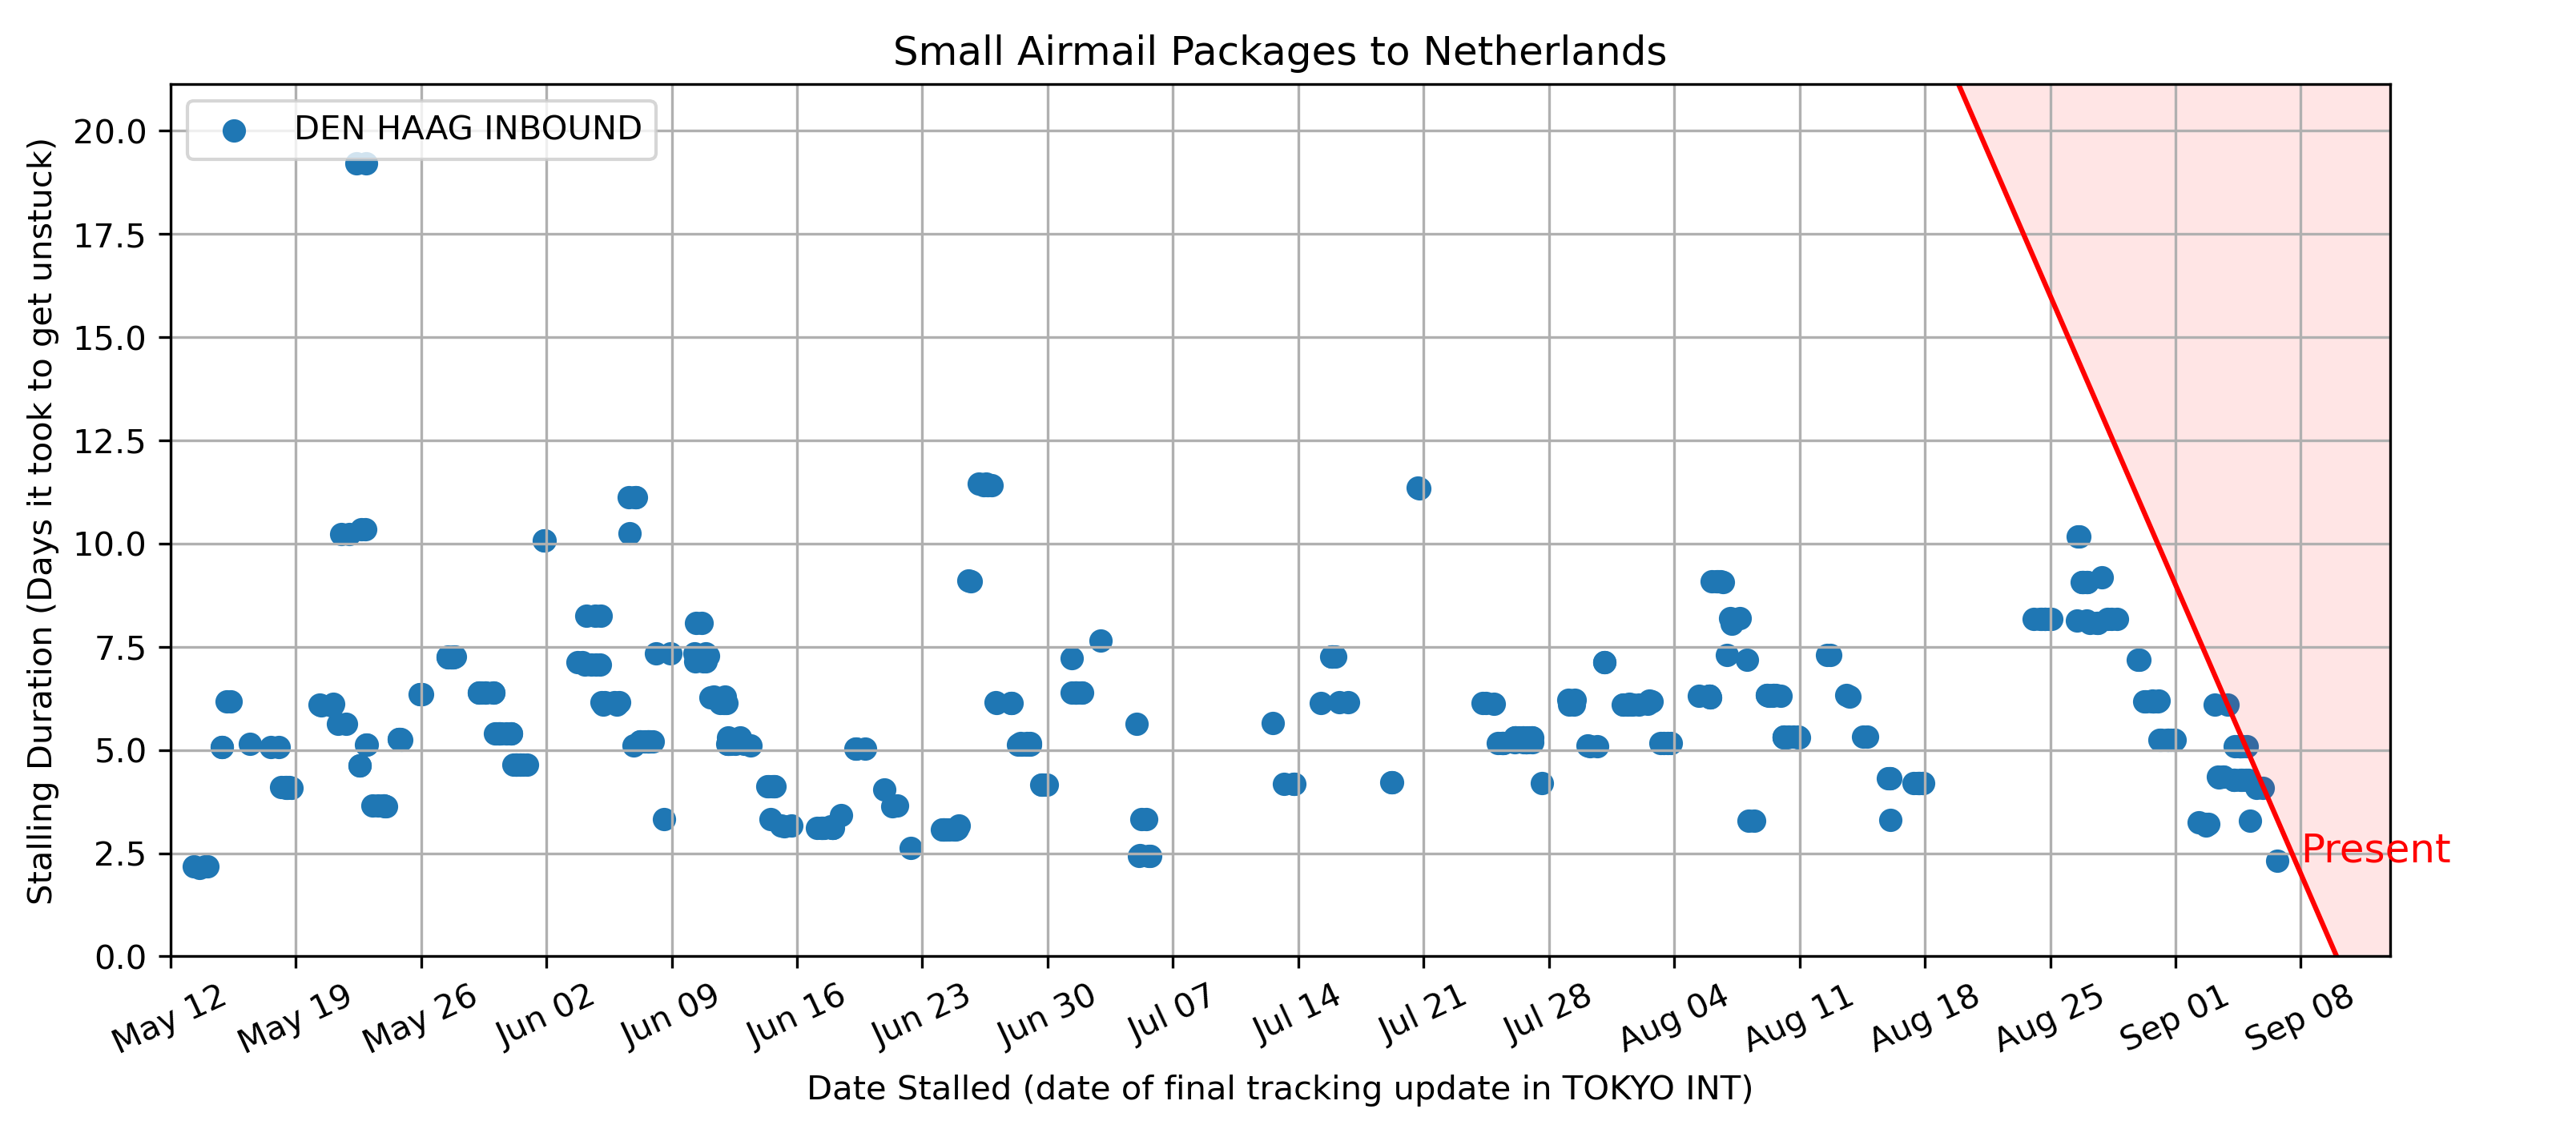 Small Airmail Packages to Netherlands
DEN HAAG INBOUND
Stalling Duration (Days it took to get unstuck)
20.0
17.5
15.0
12.5
10.0
7.5
5.0
2.5
0.0
Present
May 12
May 19
May 26
Jun 02
Jun 09
Jun 16
Jun 23
Jun 30
Jul 07
Jul 14
Jul 21
Jul 28
Aug 04
Aug 11
Aug 18
Aug 25
Sep 01
Sep 08
Date Stalled (date of final tracking update in TOKYO INT)